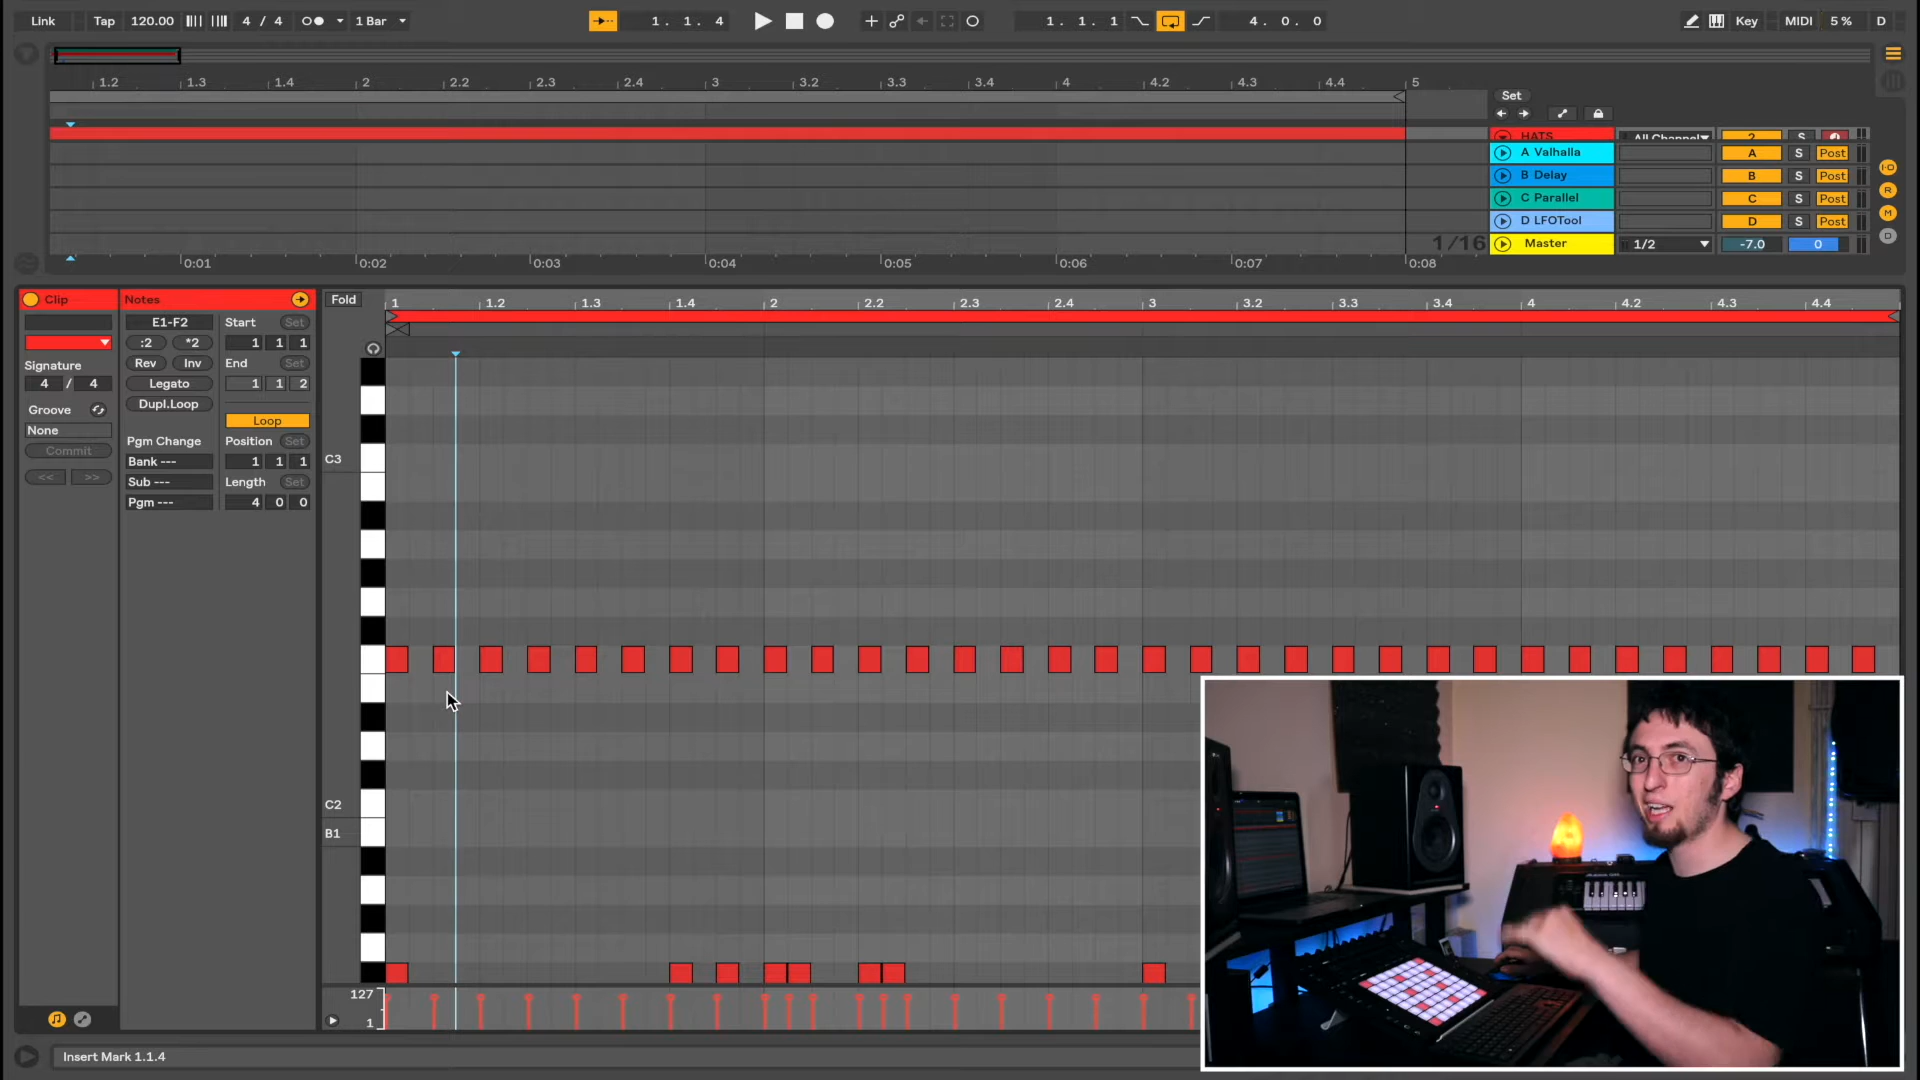 Link Tap 120.00 4 / 4 1 Bar 1. 1. 4 1. 1. 1 4. 0. 0 Key MIDI 5 % D
1.2 1.3 1.4 2 2.2 2.3 2.4 3 3.2 3.3 3.4 4 4.2 4.3 4.4 5
Set
HATS All Channel 2 S
A Valhalla A S Post
B Delay B S Post
C Parallel C S Post
D LFOTool D S Post
1/16 Master 1/2 -7.0 0
0:01 0:02 0:03 0:04 0:05 0:06 0:07 0:08
Clip Notes Fold 1 1.2 1.3 1.4 2 2.2 2.3 2.4 3 3.2 3.3 3.4 4 4.2 4.3 4.4
E1-F2 Start Set
:2 *2 1 1 1
Signature Rev Inv End Set
4 / 4 Legato 1 1 2
Groove Dupl.Loop
None Loop
Commit Pgm Change Position Set
Bank --- 1 1 1
<< >> Sub --- Length Set
Pgm --- 4 0 0
C3
C2
B1
127
1
Insert Mark 1.1.4
I·O
R
M
D